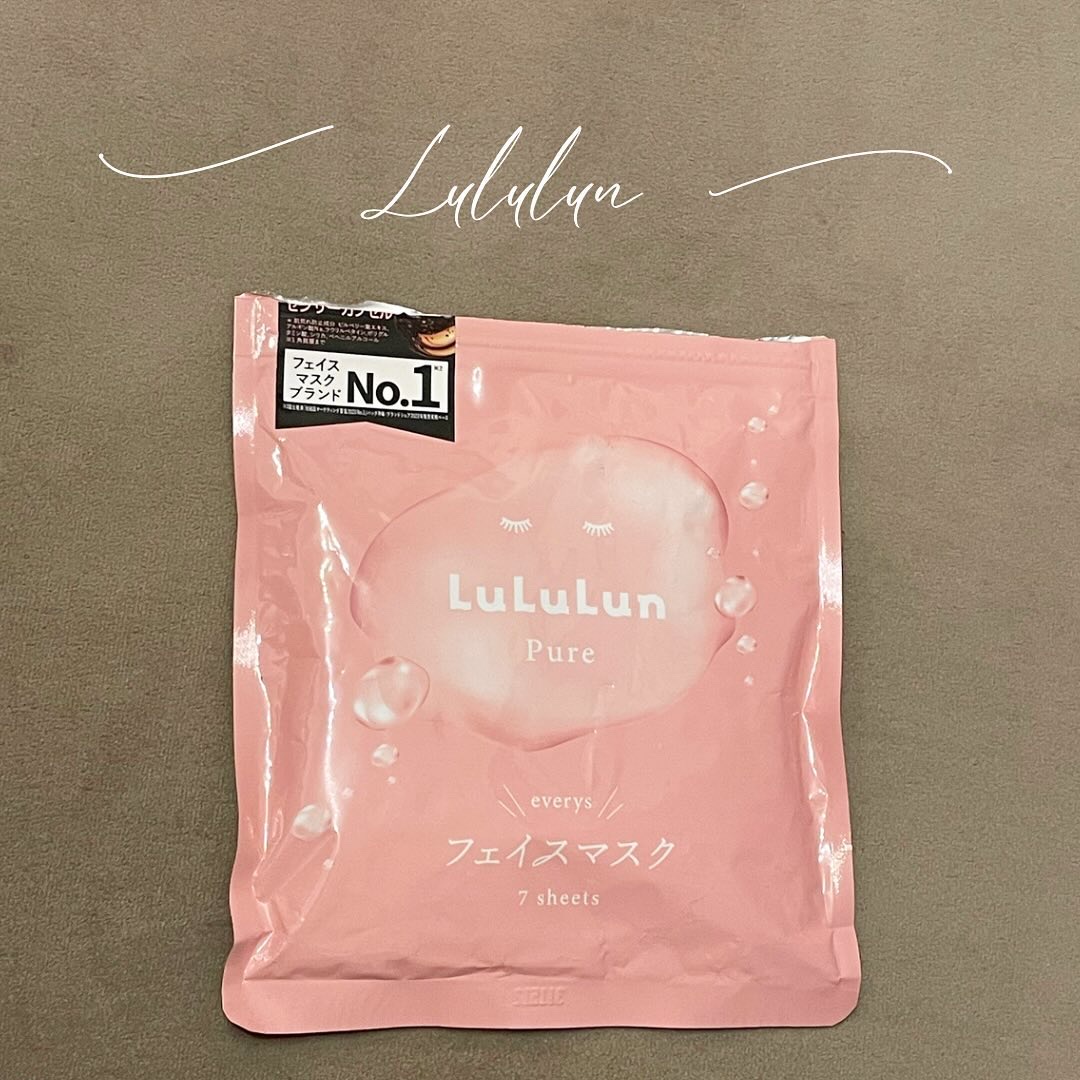 Lululun
センサーカプセル
フェイス
マスク
ブランド
No.1
※2
LuLuLun
Pure
everys
フェイスマスク
7 sheets